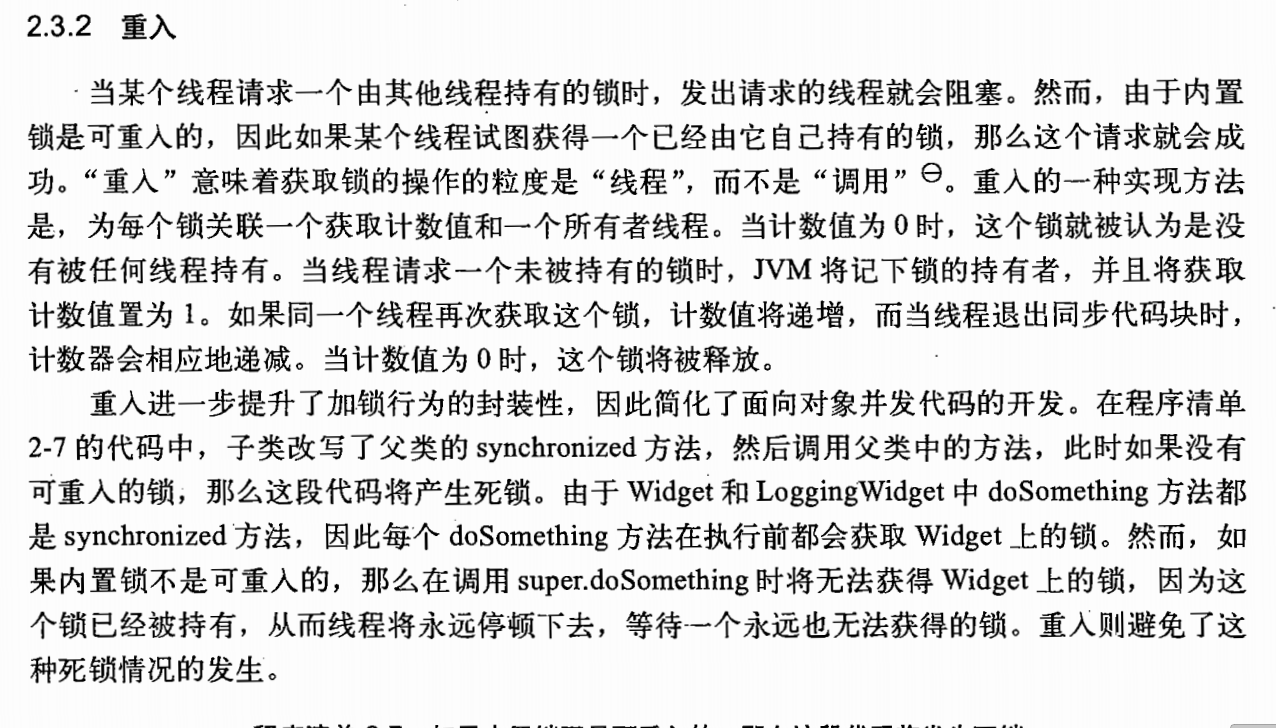 2.3.2 重入
当某个线程请求一个由其他线程持有的锁时，发出请求的线程就会阻塞。然而，由于内置
锁是可重入的，因此如果某个线程试图获得一个已经由它自己持有的锁，那么这个请求就会成
功。“重入”意味着获取锁的操作的粒度是“线程”，而不是“调用”㊀。重入的一种实现方法
是，为每个锁关联一个获取计数值和一个所有者线程。当计数值为 0 时，这个锁就被认为是没
有被任何线程持有。当线程请求一个未被持有的锁时，JVM 将记下锁的持有者，并且将获取
计数值置为 1。如果同一个线程再次获取这个锁，计数值将递增，而当线程退出同步代码块时，
计数器会相应地递减。当计数值为 0 时，这个锁将被释放。
重入进一步提升了加锁行为的封装性，因此简化了面向对象并发代码的开发。在程序清单
2-7 的代码中，子类改写了父类的 synchronized 方法，然后调用父类中的方法，此时如果没有
可重入的锁，那么这段代码将产生死锁。由于 Widget 和 LoggingWidget 中 doSomething 方法都
是 synchronized 方法，因此每个 doSomething 方法在执行前都会获取 Widget 上的锁。然而，如
果内置锁不是可重入的，那么在调用 super.doSomething 时将无法获得 Widget 上的锁，因为这
个锁已经被持有，从而线程将永远停顿下去，等待一个永远也无法获得的锁。重入则避免了这
种死锁情况的发生。